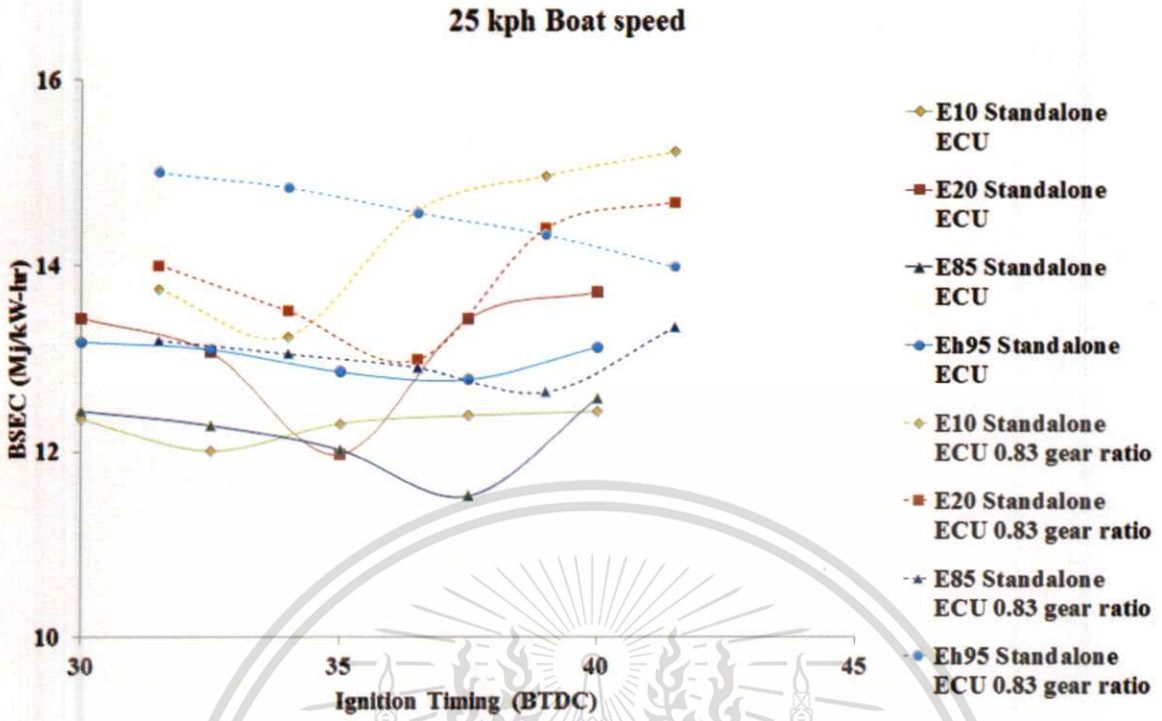 25 kph Boat speed
16
14
12
10
BSEC (Mj/kW-hr)
30
35
40
45
Ignition Timing (BTDC)
E10 Standalone
ECU
E20 Standalone
ECU
E85 Standalone
ECU
Eh95 Standalone
ECU
E10 Standalone
ECU 0.83 gear ratio
E20 Standalone
ECU 0.83 gear ratio
E85 Standalone
ECU 0.83 gear ratio
Eh95 Standalone
ECU 0.83 gear ratio